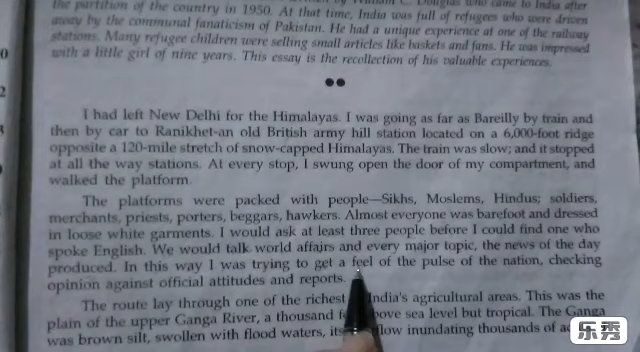 the partition of the country in 1950. At that time, India was full of refugees who were driven
away by the communal fanaticism of Pakistan. He had a unique experience at one of the railway
stations. Many refugee children were selling small articles like baskets and fans. He was impressed
with a little girl of nine years. This essay is the recollection of his valuable experiences.
I had left New Delhi for the Himalayas. I was going as far as Bareilly by train and
then by car to Ranikhet-an old British army hill station located on a 6,000-foot ridge
opposite a 120-mile stretch of snow-capped Himalayas. The train was slow; and it stopped
at all the way stations. At every stop, I swung open the door of my compartment, and
walked the platform.
The platforms were packed with people—Sikhs, Moslems, Hindus; soldiers,
merchants, priests, porters, beggars, hawkers. Almost everyone was barefoot and dressed
in loose white garments. I would ask at least three people before I could find one who
spoke English. We would talk world affairs and every major topic, the news of the day
produced. In this way I was trying to get a feel of the pulse of the nation, checking
opinion against official attitudes and reports.
The route lay through one of the richest India's agricultural areas. This was the
plain of the upper Ganga River, a thousand above sea level but tropical. The Ganga
was brown silt, swollen with flood waters, its inundating thousands of
乐秀